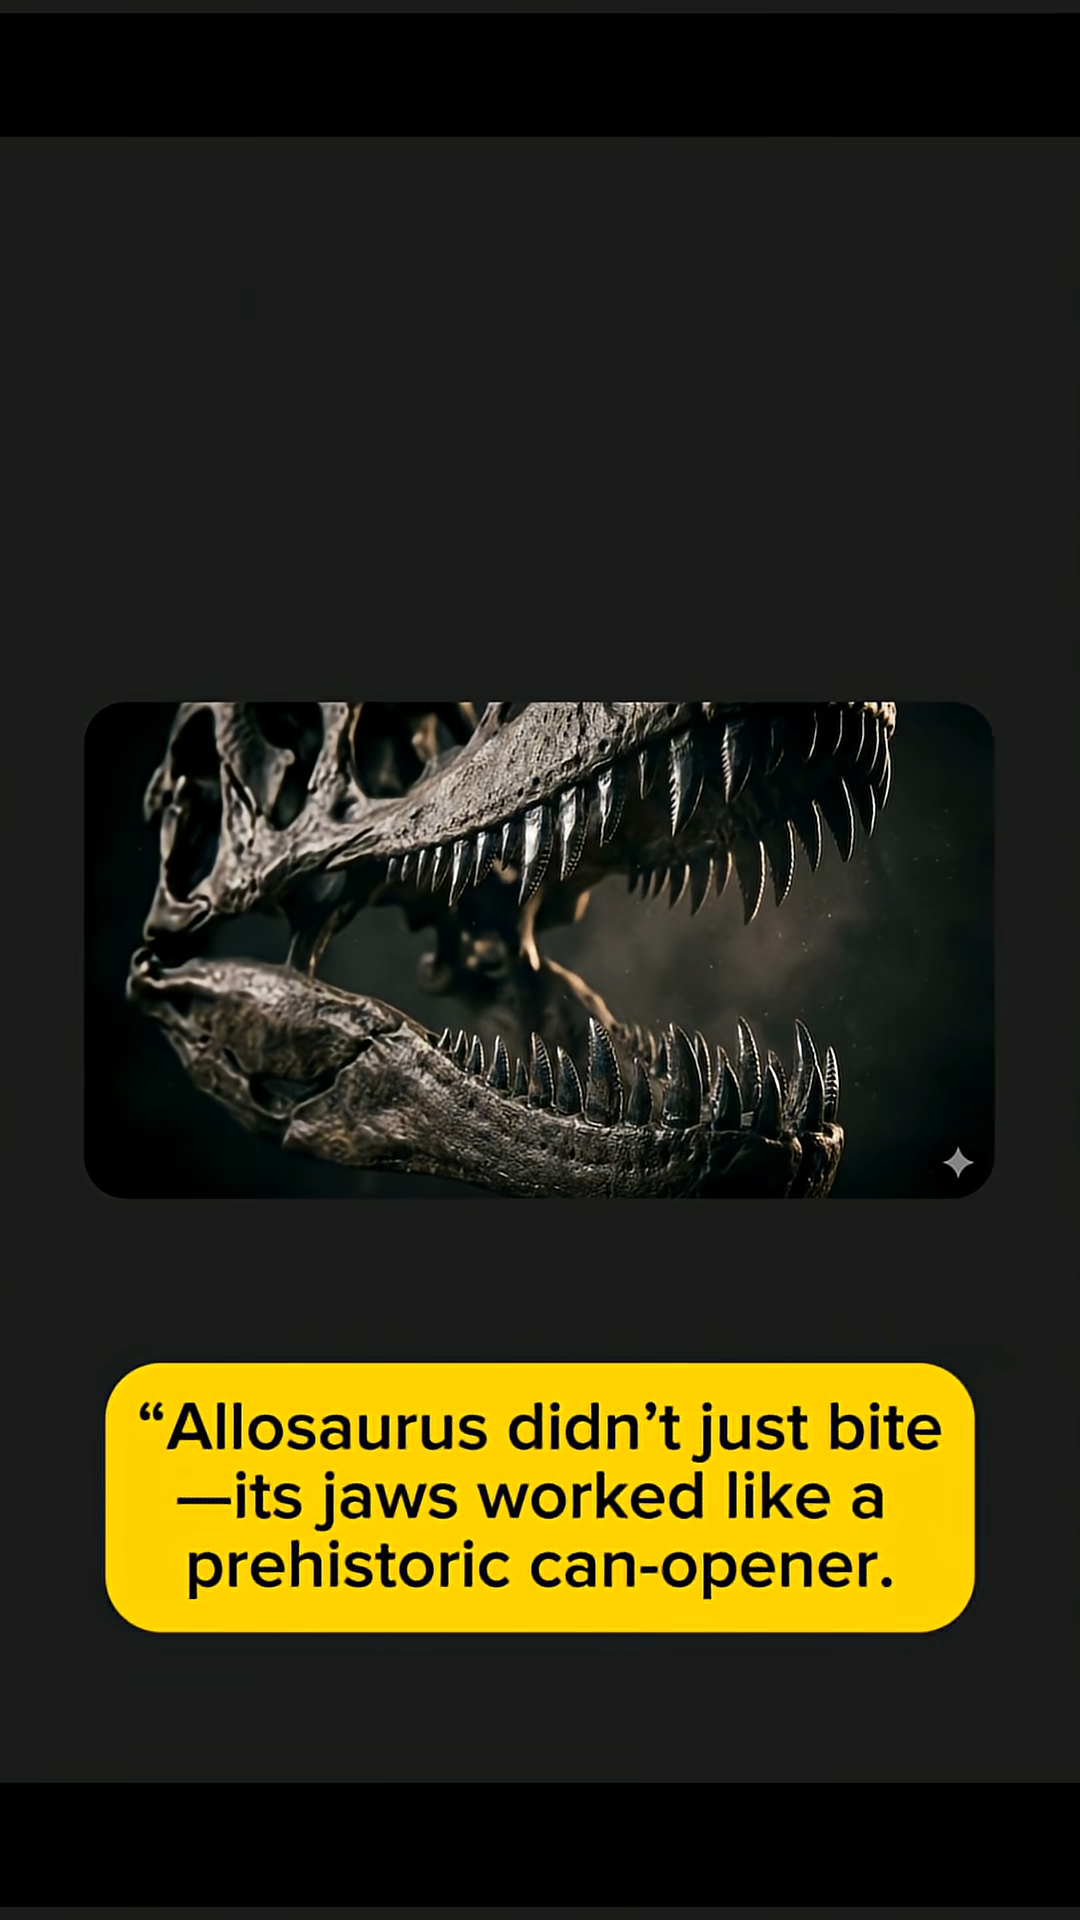 “Allosaurus didn’t just bite
—its jaws worked like a
prehistoric can-opener.